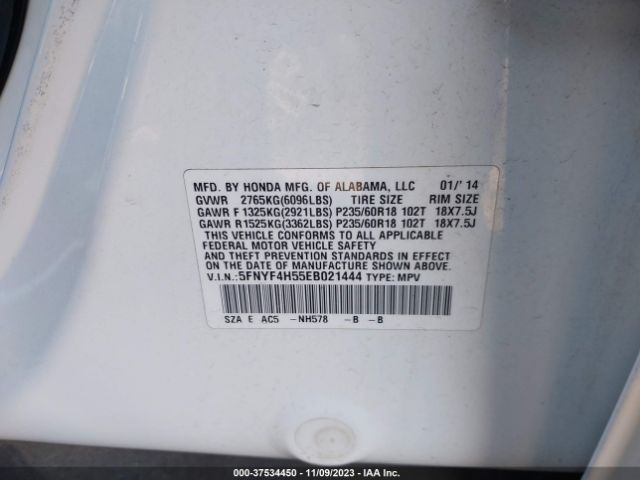 MFD. BY HONDA MFG. OF ALABAMA, LLC 01/'14
GVWR 2765KG(6096LBS) TIRE SIZE RIM SIZE
GAWR F 1325KG(2921LBS) P235/60R18 102T 18X7.5J
GAWR R 1525KG(3362LBS) P235/60R18 102T 18X7.5J
THIS VEHICLE CONFORMS TO ALL APPLICABLE
FEDERAL MOTOR VEHICLE SAFETY
AND THEFT PREVENTION STANDARDS IN EFFECT
ON THE DATE OF MANUFACTURE SHOWN ABOVE.
V.I.N.:5FNYF4H55EB021444 TYPE: MPV
SZA E AC5 -NH578 -B -B
000-37534450 - 11/09/2023 - IAA Inc.